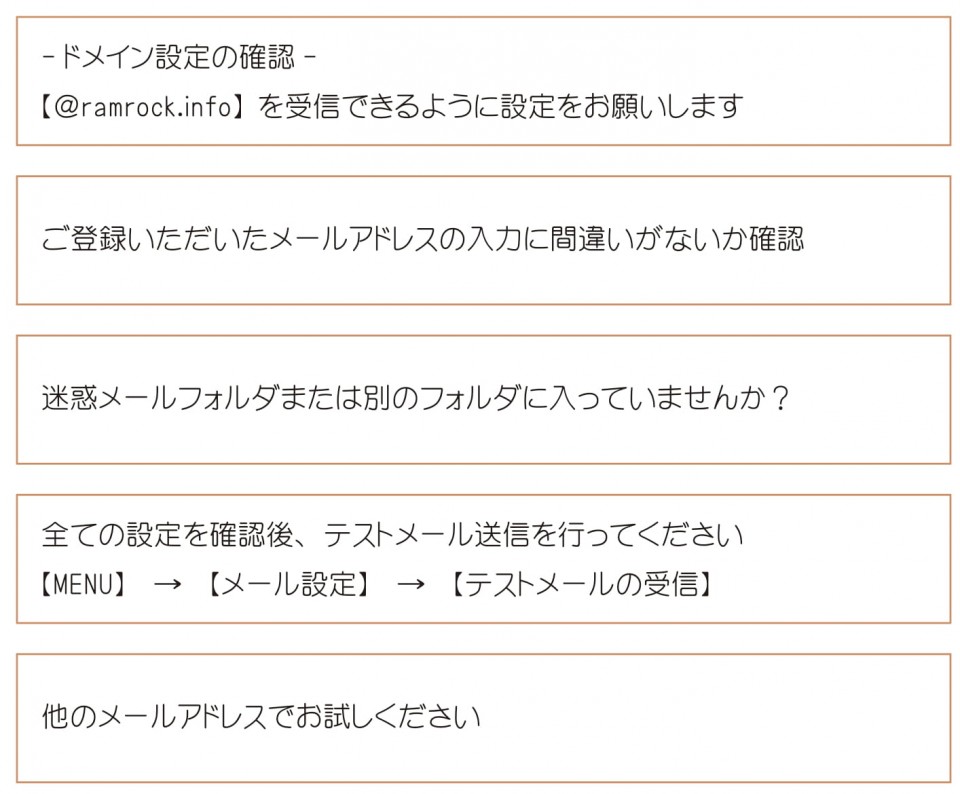 -ドメイン設定の確認-
【@ramrock.info】を受信できるように設定をお願いします
ご登録いただいたメールアドレスの入力に間違いがないか確認
迷惑メールフォルダまたは別のフォルダに入っていませんか？
全ての設定を確認後、テストメール送信を行ってください
【MENU】 → 【メール設定】 → 【テストメールの受信】
他のメールアドレスでお試しください